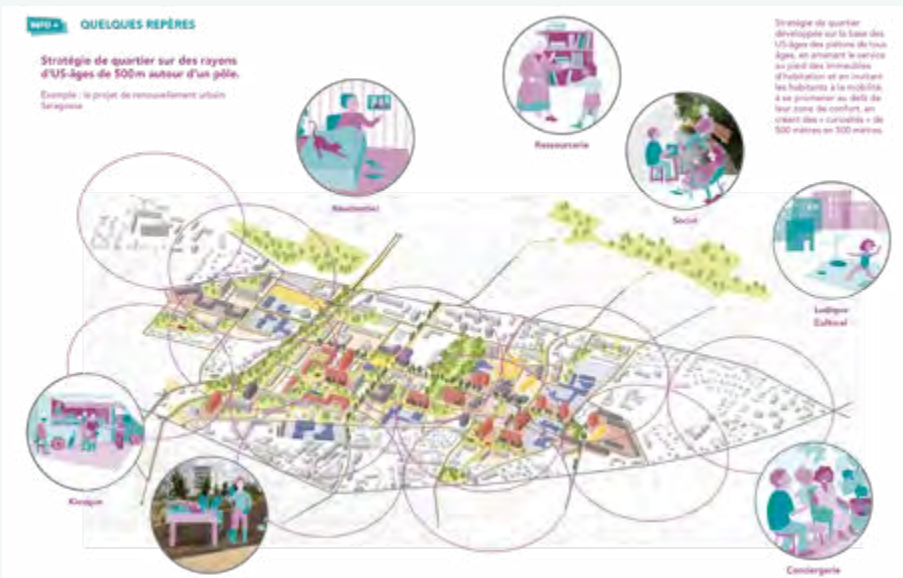 INFO +
QUELQUES REPÈRES
Stratégie de quartier sur des rayons
d'US-âges de 500m autour d'un pôle.
Exemple : le projet de renouvellement urbain
Saragosse
Stratégie de quartier
développée sur la base des
US-âges des piétons de tous
âges, en amenant le service
au pied des immeubles
d'habitation et en invitant
les habitants à la mobilité,
à se promener au delà de
leur zone de confort, en
créant des « curiosités » de
500 mètres en 500 mètres.
Ressourcerie
Résidentiel
Social
Ludique
Culturel
Kiosque
Conciergerie